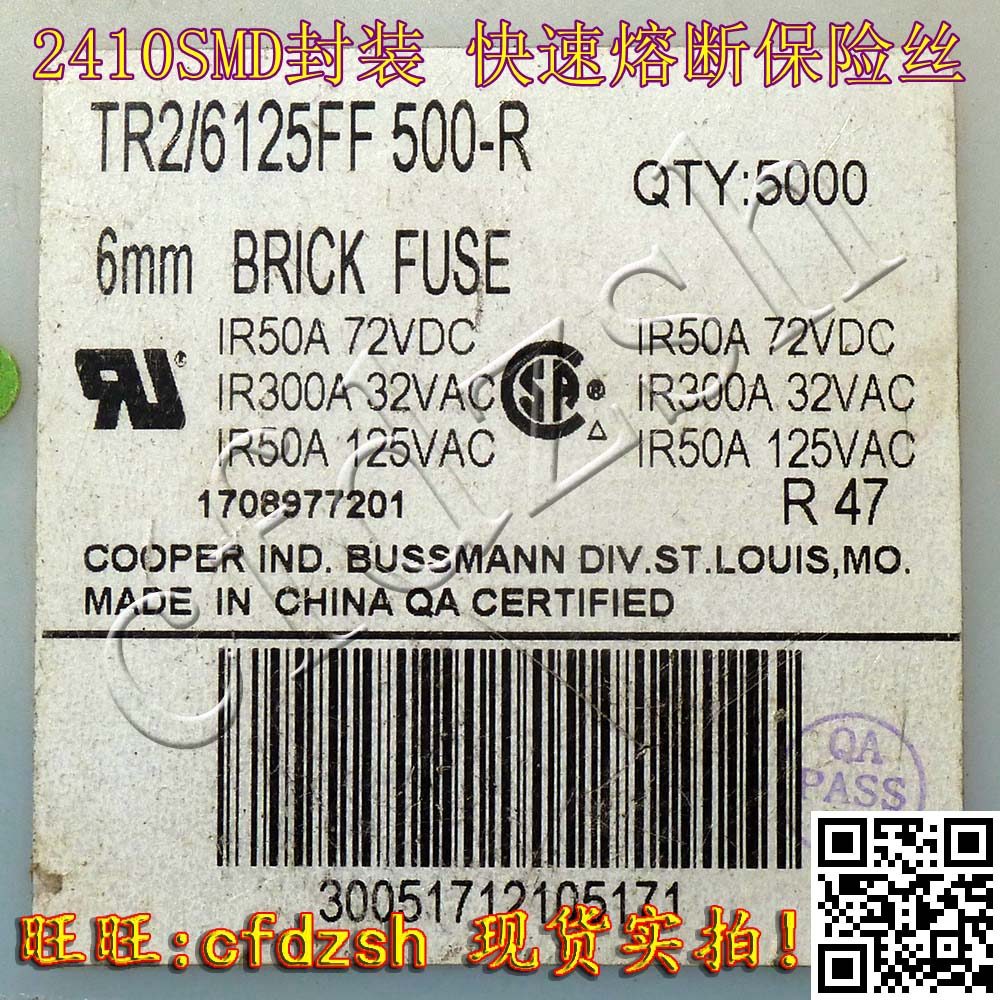 2410SMD封装 快速熔断保险丝
TR2/6125FF 500-R
QTY:5000
6mm BRICK FUSE
IR50A 72VDC
IR300A 32VAC
IR50A 125VAC
SA®
IR50A 72VDC
IR300A 32VAC
IR50A 125VAC
1708977201
R 47
COOPER IND. BUSSMANN DIV.ST.LOUIS,MO.
MADE IN CHINA QA CERTIFIED
QA
PASS
30051712105171
旺旺:cfdzsh 现货实拍!
cfdzsh